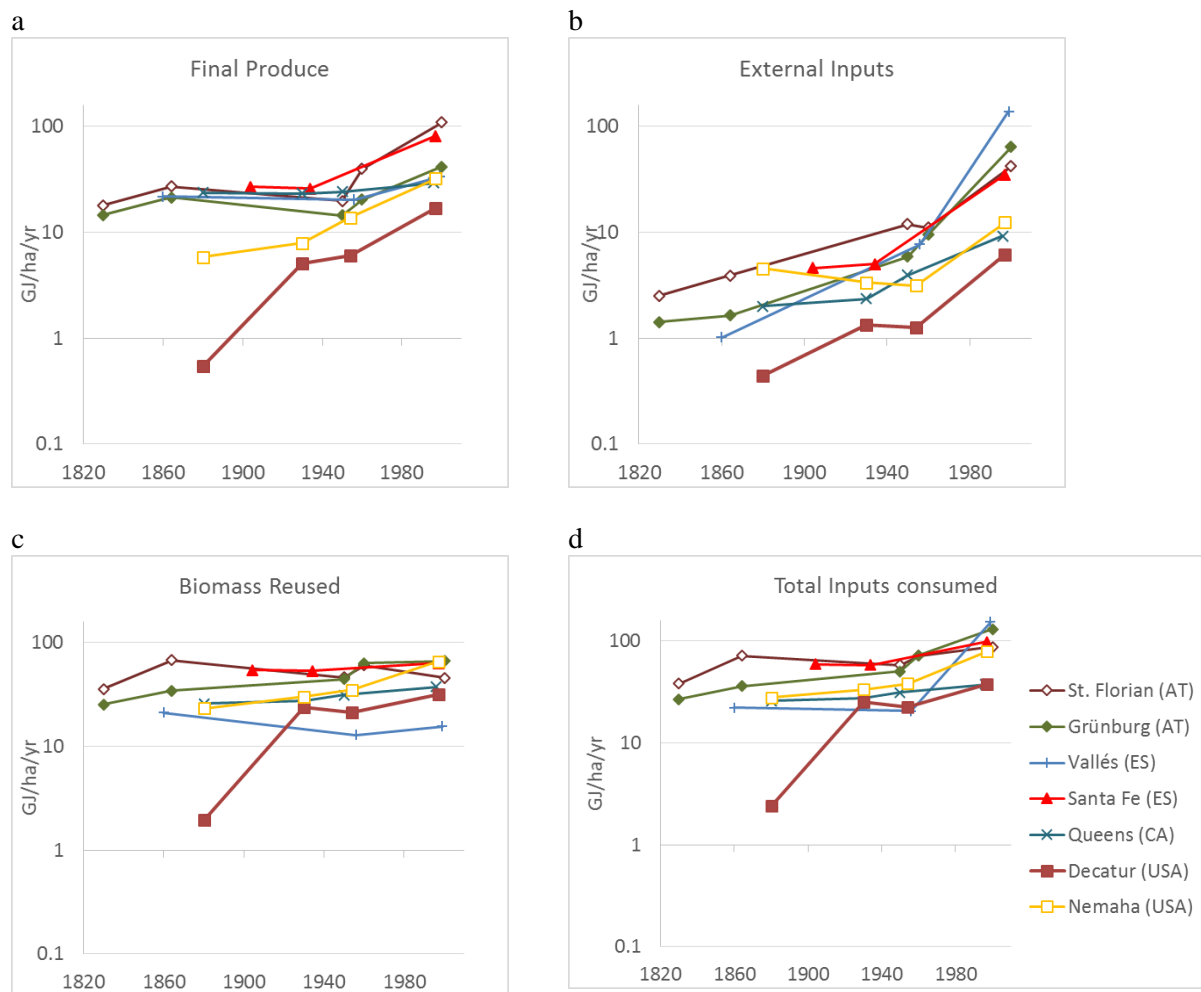 a
Final Produce
100
10
1
0.1
GJ/ha/yr
1820 1860 1900 1940 1980
b
External Inputs
100
10
1
0.1
GJ/ha/yr
1820 1860 1900 1940 1980
c
Biomass Reused
100
10
1
0.1
GJ/ha/yr
1820 1860 1900 1940 1980
d
Total Inputs consumed
100
10
1
0.1
GJ/ha/yr
1820 1860 1900 1940 1980
St. Florian (AT)
Grünburg (AT)
Vallés (ES)
Santa Fe (ES)
Queens (CA)
Decatur (USA)
Nemaha (USA)